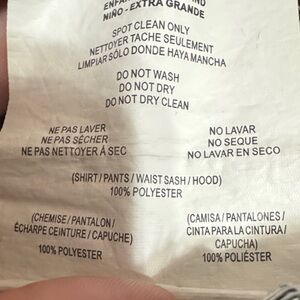 NIÑO - EXTRA GRANDE
SPOT CLEAN ONLY
NETTOYER TACHE SEULEMENT
LIMPIAR SÓLO DONDE HAYA MANCHA
DO NOT WASH
DO NOT DRY
DO NOT DRY CLEAN
NE PAS LAVER
NE PAS SÉCHER
NE PAS NETTOYER Á SEC
NO LAVAR
NO SEQUE
NO LAVAR EN SECO
(SHIRT / PANTS / WAIST SASH / HOOD)
100% POLYESTER
(CHEMISE / PANTALON /
ÉCHARPE CEINTURE / CAPUCHE)
100% POLYESTER
(CAMISA / PANTALONES /
CINTA PARA LA CINTURA /
CAPUCHA)
100% POLIÉSTER